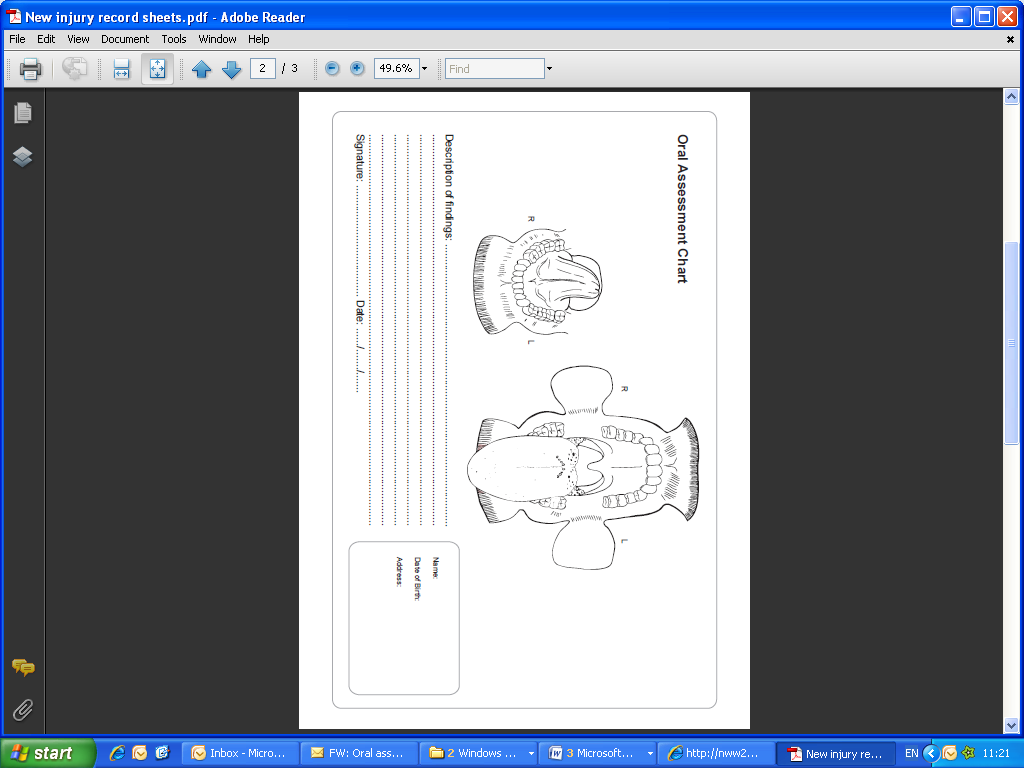 New injury record sheets.pdf - Adobe Reader
File Edit View Document Tools Window Help
2 / 3 49.6% Find
Oral Assessment Chart
R
L
R
L
Description of findings:
Signature: Date: / /
Name:
Date of Birth:
Address:
start Inbox - Micro... FW: Oral ass... 2 Windows ... 3 Microsoft... http://www2... New injury re... EN 11:21